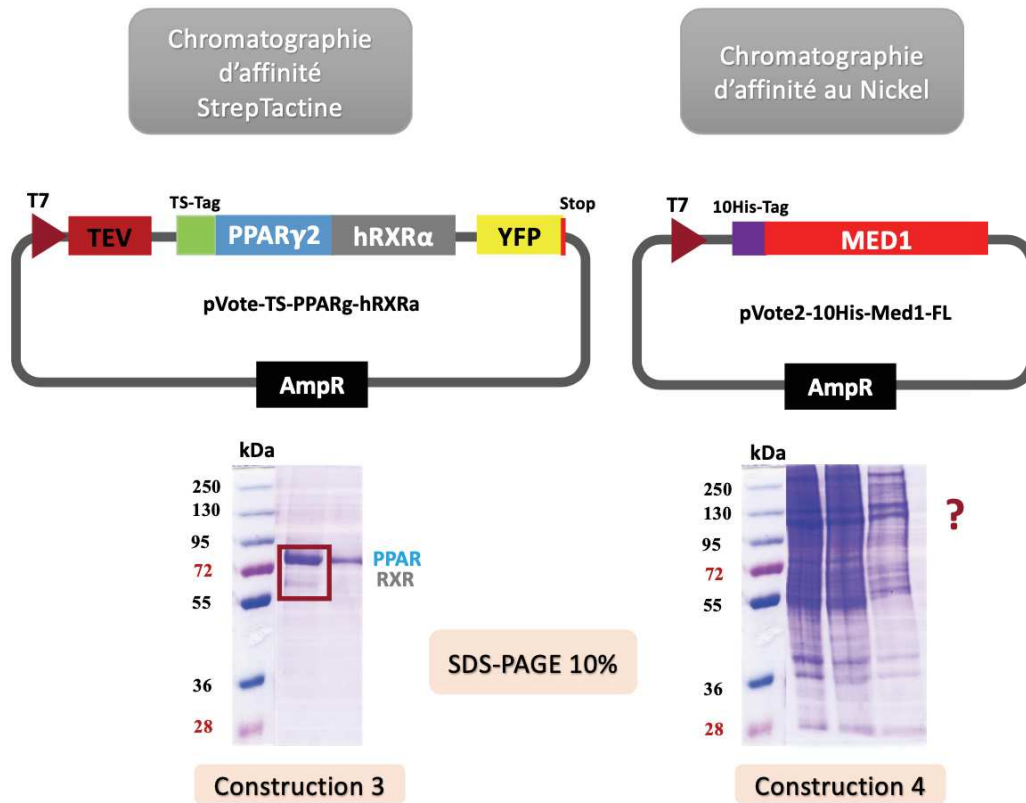 Chromatographie
d'affinité
StrepTactine
Chromatographie
d'affinité au Nickel
T7
TEV
TS-Tag
PPARγ2
hRXRα
YFP
Stop
pVote-TS-PPARg-hRXRa
AmpR
T7
10His-Tag
MED1
pVote2-10His-Med1-FL
AmpR
kDa
250
130
95
72
55
36
28
PPAR
RXR
Construction 3
SDS-PAGE 10%
kDa
250
130
95
72
55
36
28
?
Construction 4